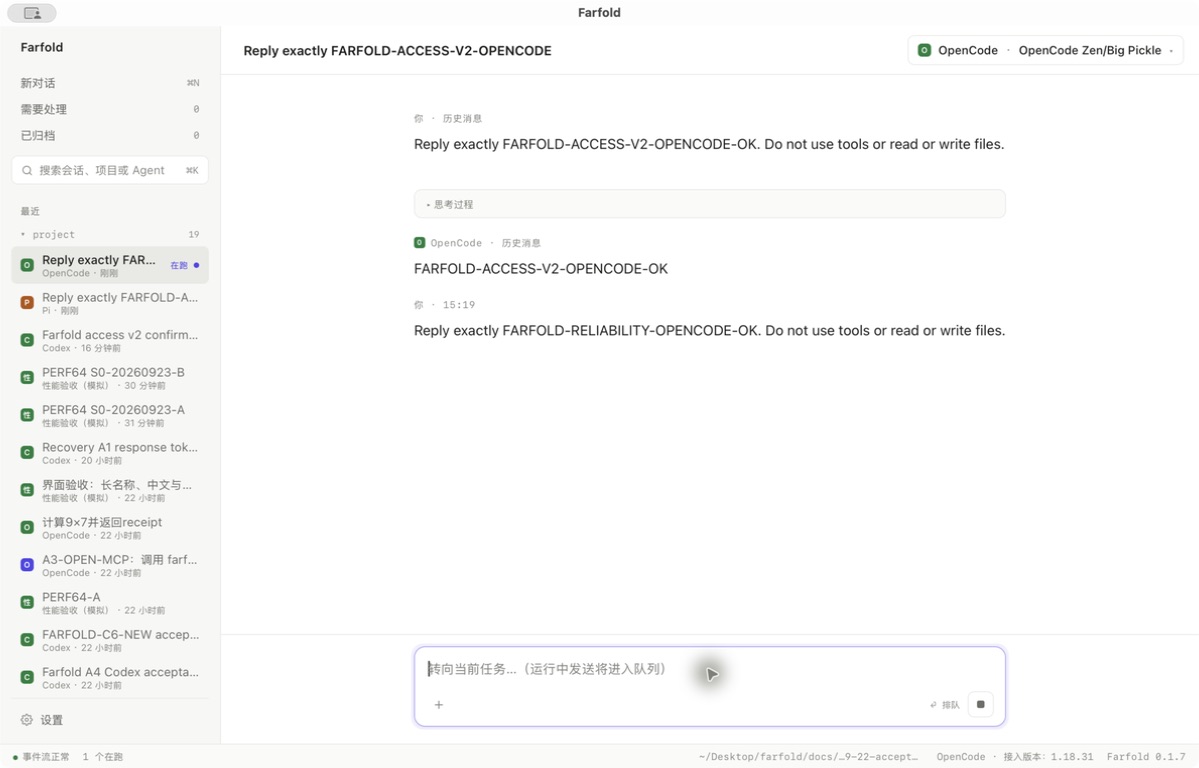 Farfold
Farfold
新对话 ⌘N
需要处理 0
已归档 0
搜索会话、项目或 Agent ⌘K
最近
project 19
O Reply exactly FAR... 在跑
OpenCode · 刚刚
P Reply exactly FARFOLD-A...
Pi · 刚刚
C Farfold access v2 confirm...
Codex · 16 分钟前
性 PERF64 S0-20260923-B
性能验收（模拟） · 30 分钟前
性 PERF64 S0-20260923-A
性能验收（模拟） · 31 分钟前
C Recovery A1 response tok...
Codex · 20 小时前
性 界面验收：长名称、中文与...
性能验收（模拟） · 22 小时前
O 计算9×7并返回receipt
OpenCode · 22 小时前
O A3-OPEN-MCP：调用 farf...
OpenCode · 22 小时前
性 PERF64-A
性能验收（模拟） · 22 小时前
C FARFOLD-C6-NEW accep...
Codex · 22 小时前
C Farfold A4 Codex accepta...
Codex · 22 小时前
设置
Reply exactly FARFOLD-ACCESS-V2-OPENCODE
O OpenCode · OpenCode Zen/Big Pickle
你 · 历史消息
Reply exactly FARFOLD-ACCESS-V2-OPENCODE-OK. Do not use tools or read or write files.
思考过程
O OpenCode · 历史消息
FARFOLD-ACCESS-V2-OPENCODE-OK
你 · 15:19
Reply exactly FARFOLD-RELIABILITY-OPENCODE-OK. Do not use tools or read or write files.
转向当前任务...（运行中发送将进入队列）
+ ⏎ 排队
事件流正常 1 个在跑
~/Desktop/farfold/docs/…9-22-accept… OpenCode · 接入版本: 1.18.31 Farfold 0.1.7